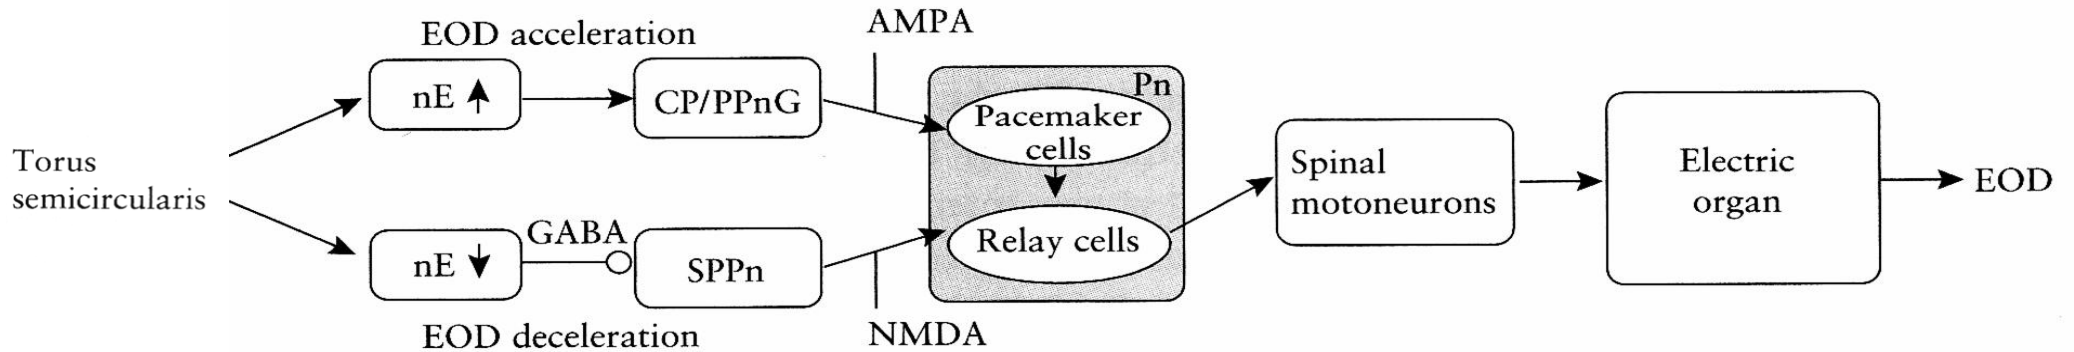 EOD acceleration
AMPA
nE
CP/PPnG
Pn
Pacemaker
cells
Torus
semicircularis
Spinal
motoneurons
Electric
organ
EOD
nE
GABA
SPPn
Relay cells
EOD deceleration
NMDA